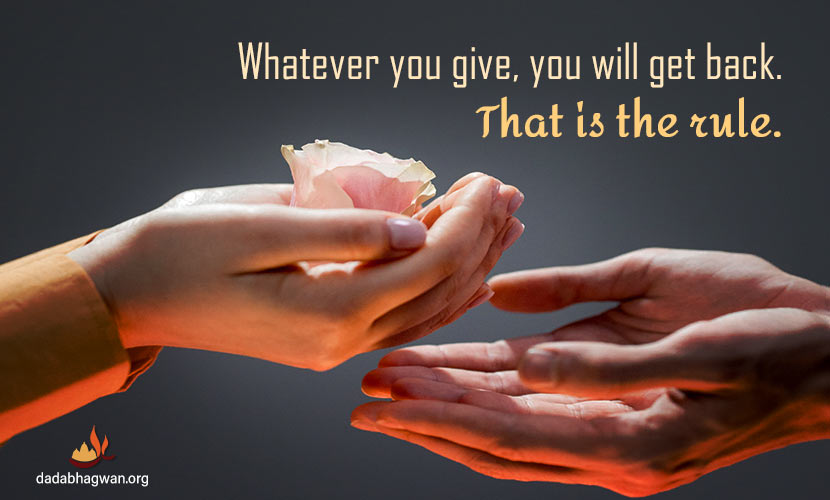 Whatever you give, you will get back.
That is the rule.
dadabhagwan.org